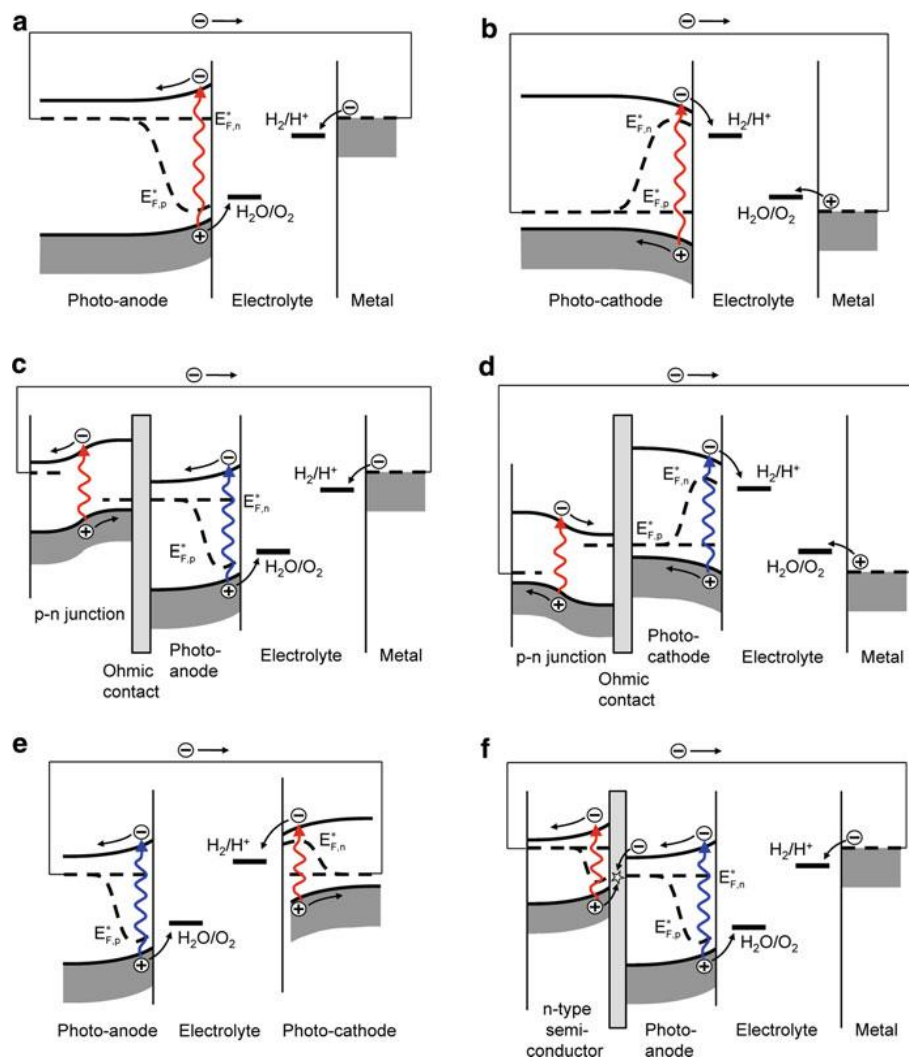 a
⊖ →
E*F,n
H2/H+
E*F,p
H2O/O2
Photo-anode
Electrolyte
Metal
b
⊖ →
E*F,n
H2/H+
E*F,p
H2O/O2
Photo-cathode
Electrolyte
Metal
c
⊖ →
H2/H+
E*F,n
E*F,p
H2O/O2
p-n junction
Ohmic
contact
Photo-
anode
Electrolyte
Metal
d
⊖ →
E*F,n
H2/H+
E*F,p
H2O/O2
p-n junction
Ohmic
contact
Photo-
cathode
Electrolyte
Metal
e
⊖ →
H2/H+
E*F,n
E*F,p
H2O/O2
Photo-anode
Electrolyte
Photo-cathode
f
⊖ →
H2/H+
E*F,n
E*F,p
H2O/O2
n-type
semi-
conductor
Photo-
anode
Electrolyte
Metal